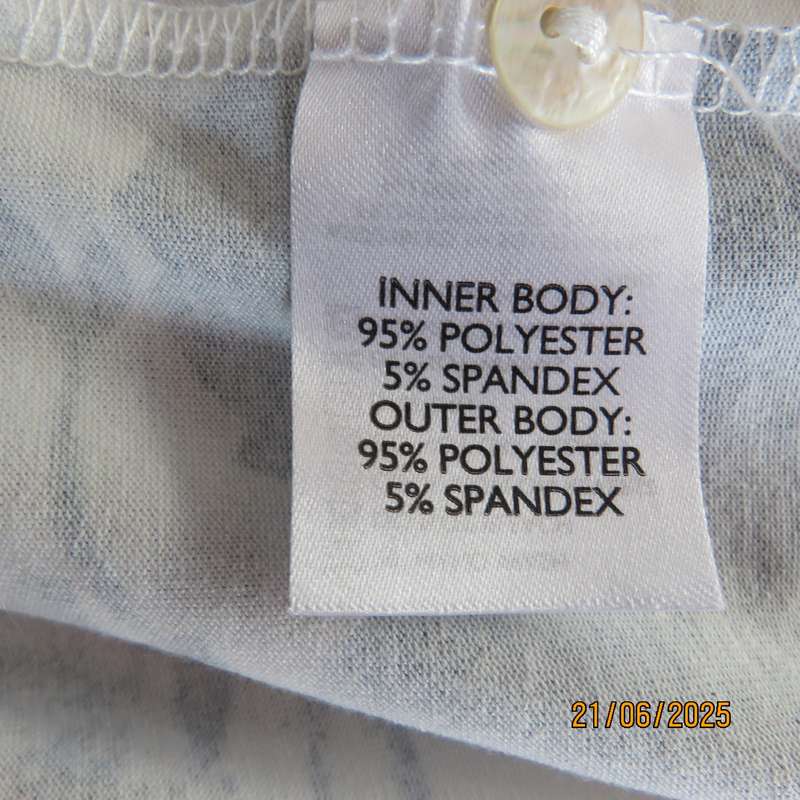 INNER BODY:
95% POLYESTER
5% SPANDEX
OUTER BODY:
95% POLYESTER
5% SPANDEX
21/06/2025